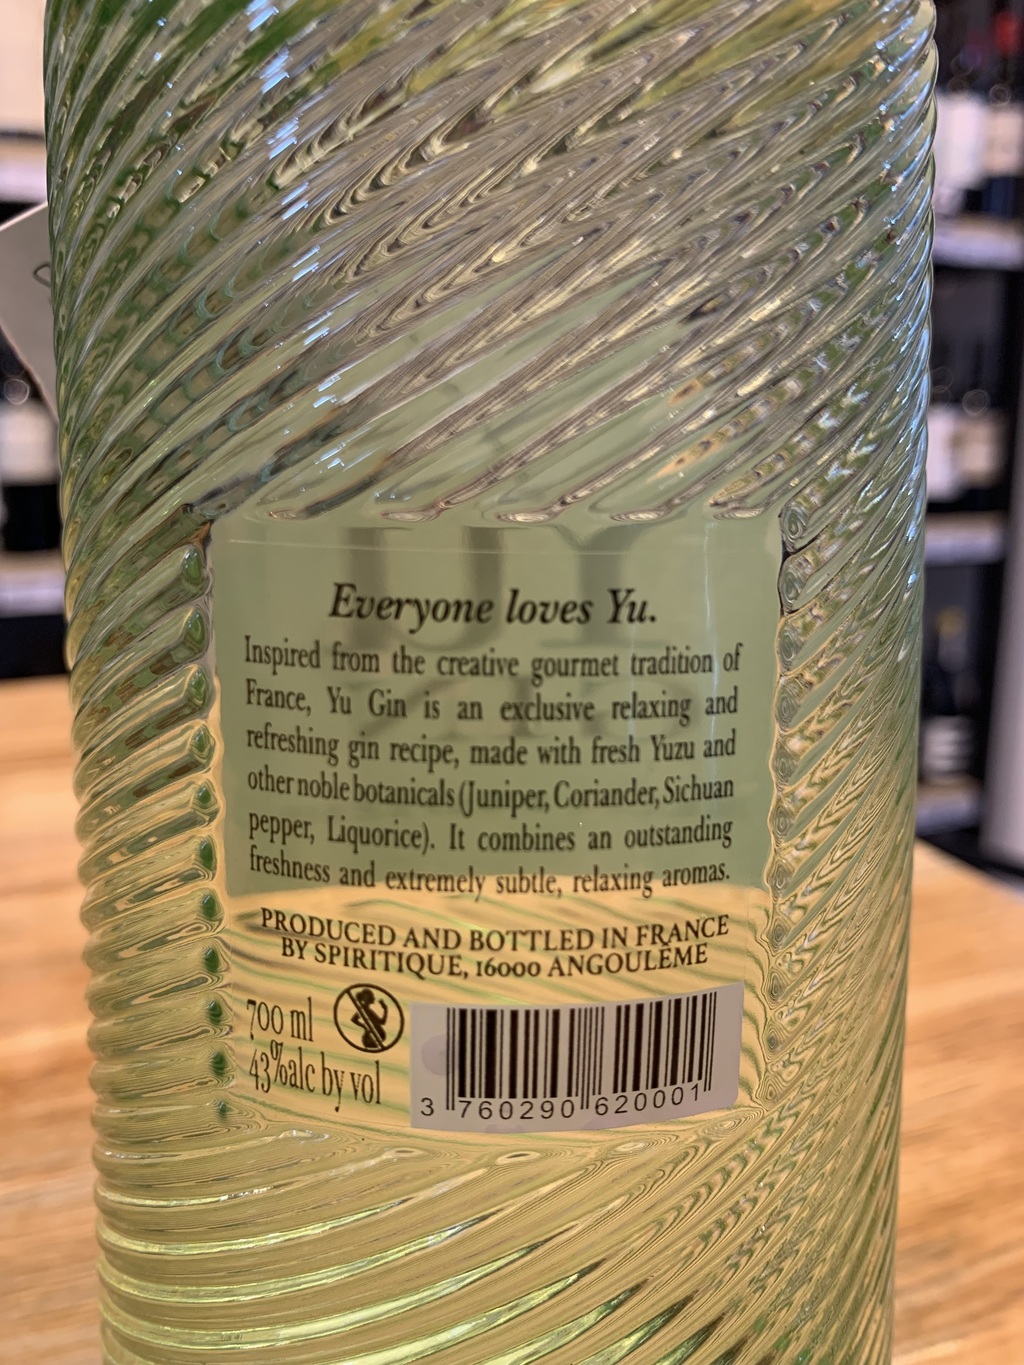 Everyone loves Yu.
Inspired from the creative gourmet tradition of
France, Yu Gin is an exclusive relaxing and
refreshing gin recipe, made with fresh Yuzu and
other noble botanicals (Juniper, Coriander, Sichuan
pepper, Liquorice). It combines an outstanding
freshness and extremely subtle, relaxing aromas.
PRODUCED AND BOTTLED IN FRANCE
BY SPIRITIQUE, 16000 ANGOULÊME
700 ml
43%alc by vol
3 760290 620001